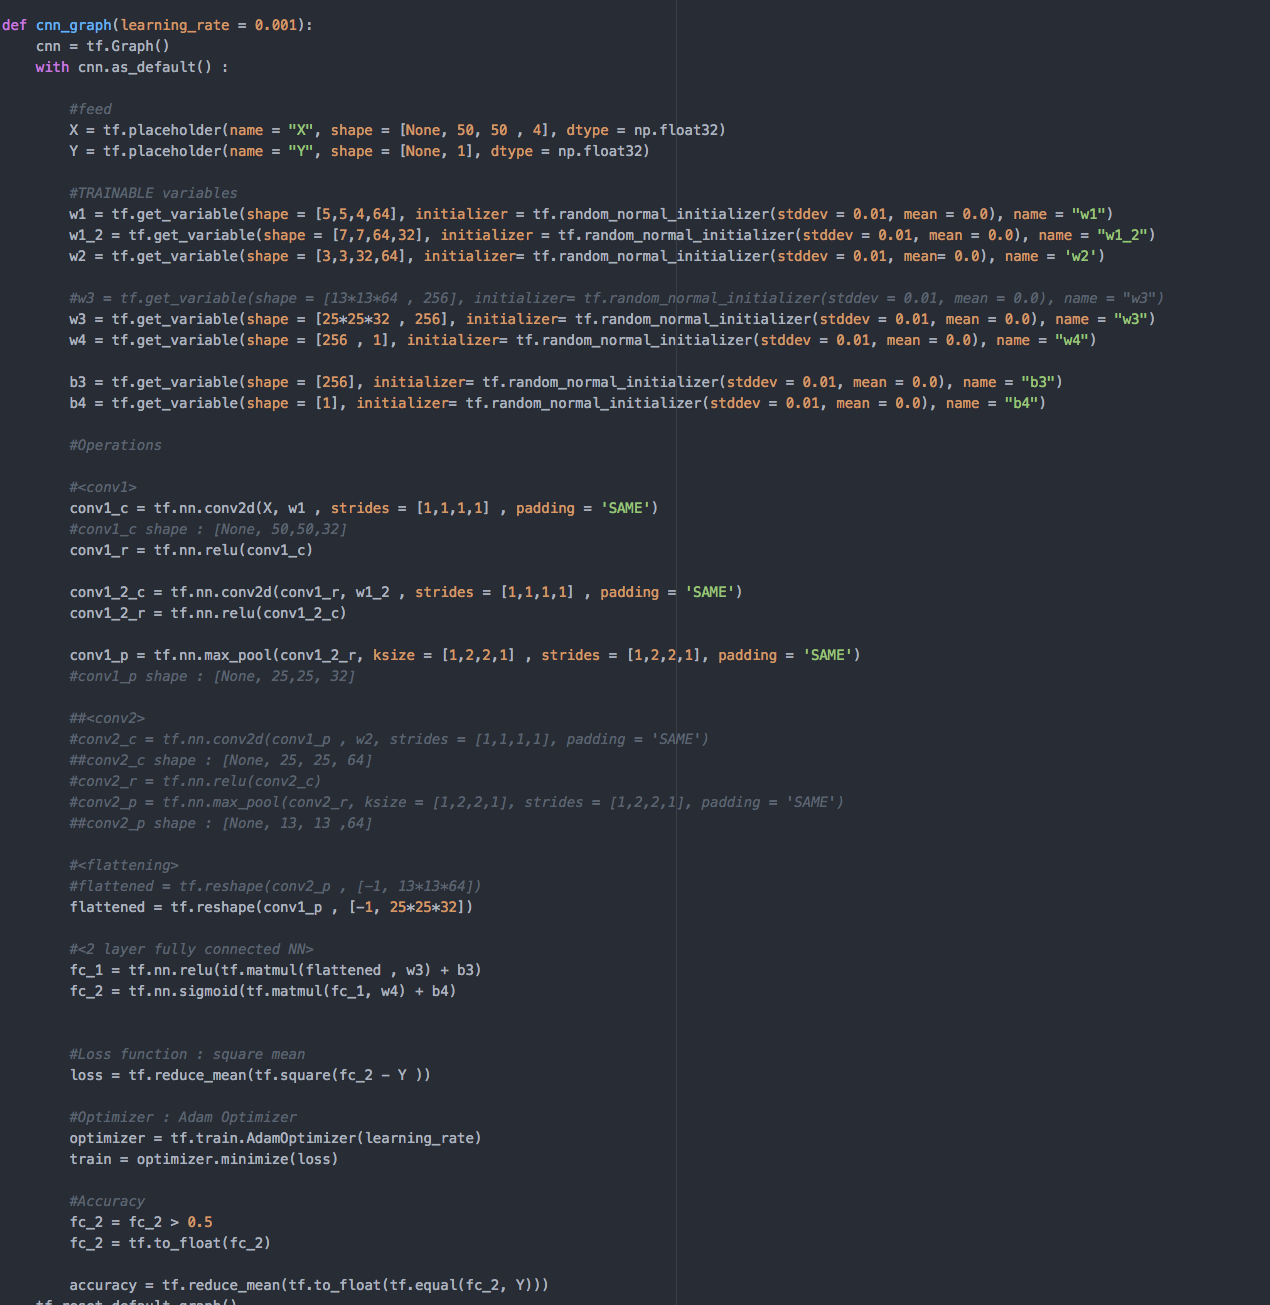 def cnn_graph(learning_rate = 0.001):
    cnn = tf.Graph()
    with cnn.as_default() :

        #feed
        X = tf.placeholder(name = "X", shape = [None, 50, 50 , 4], dtype = np.float32)
        Y = tf.placeholder(name = "Y", shape = [None, 1], dtype = np.float32)

        #TRAINABLE variables
        w1 = tf.get_variable(shape = [5,5,4,64], initializer = tf.random_normal_initializer(stddev = 0.01, mean = 0.0), name = "w1")
        w1_2 = tf.get_variable(shape = [7,7,64,32], initializer = tf.random_normal_initializer(stddev = 0.01, mean = 0.0), name = "w1_2")
        w2 = tf.get_variable(shape = [3,3,32,64], initializer= tf.random_normal_initializer(stddev = 0.01, mean= 0.0), name = 'w2')

        #w3 = tf.get_variable(shape = [13*13*64 , 256], initializer= tf.random_normal_initializer(stddev = 0.01, mean = 0.0), name = "w3")
        w3 = tf.get_variable(shape = [25*25*32 , 256], initializer= tf.random_normal_initializer(stddev = 0.01, mean = 0.0), name = "w3")
        w4 = tf.get_variable(shape = [256 , 1], initializer= tf.random_normal_initializer(stddev = 0.01, mean = 0.0), name = "w4")

        b3 = tf.get_variable(shape = [256], initializer= tf.random_normal_initializer(stddev = 0.01, mean = 0.0), name = "b3")
        b4 = tf.get_variable(shape = [1], initializer= tf.random_normal_initializer(stddev = 0.01, mean = 0.0), name = "b4")

        #Operations

        #<conv1>
        conv1_c = tf.nn.conv2d(X, w1 , strides = [1,1,1,1] , padding = 'SAME')
        #conv1_c shape : [None, 50,50,32]
        conv1_r = tf.nn.relu(conv1_c)

        conv1_2_c = tf.nn.conv2d(conv1_r, w1_2 , strides = [1,1,1,1] , padding = 'SAME')
        conv1_2_r = tf.nn.relu(conv1_2_c)

        conv1_p = tf.nn.max_pool(conv1_2_r, ksize = [1,2,2,1] , strides = [1,2,2,1], padding = 'SAME')
        #conv1_p shape : [None, 25,25, 32]

        ##<conv2>
        #conv2_c = tf.nn.conv2d(conv1_p , w2, strides = [1,1,1,1], padding = 'SAME')
        ##conv2_c shape : [None, 25, 25, 64]
        #conv2_r = tf.nn.relu(conv2_c)
        #conv2_p = tf.nn.max_pool(conv2_r, ksize = [1,2,2,1], strides = [1,2,2,1], padding = 'SAME')
        ##conv2_p shape : [None, 13, 13 ,64]

        #<flattening>
        #flattened = tf.reshape(conv2_p , [-1, 13*13*64])
        flattened = tf.reshape(conv1_p , [-1, 25*25*32])

        #<2 layer fully connected NN>
        fc_1 = tf.nn.relu(tf.matmul(flattened , w3) + b3)
        fc_2 = tf.nn.sigmoid(tf.matmul(fc_1, w4) + b4)


        #Loss function : square mean
        loss = tf.reduce_mean(tf.square(fc_2 - Y ))

        #Optimizer : Adam Optimizer
        optimizer = tf.train.AdamOptimizer(learning_rate)
        train = optimizer.minimize(loss)

        #Accuracy
        fc_2 = fc_2 > 0.5
        fc_2 = tf.to_float(fc_2)

        accuracy = tf.reduce_mean(tf.to_float(tf.equal(fc_2, Y)))
    tf.reset_default_graph()